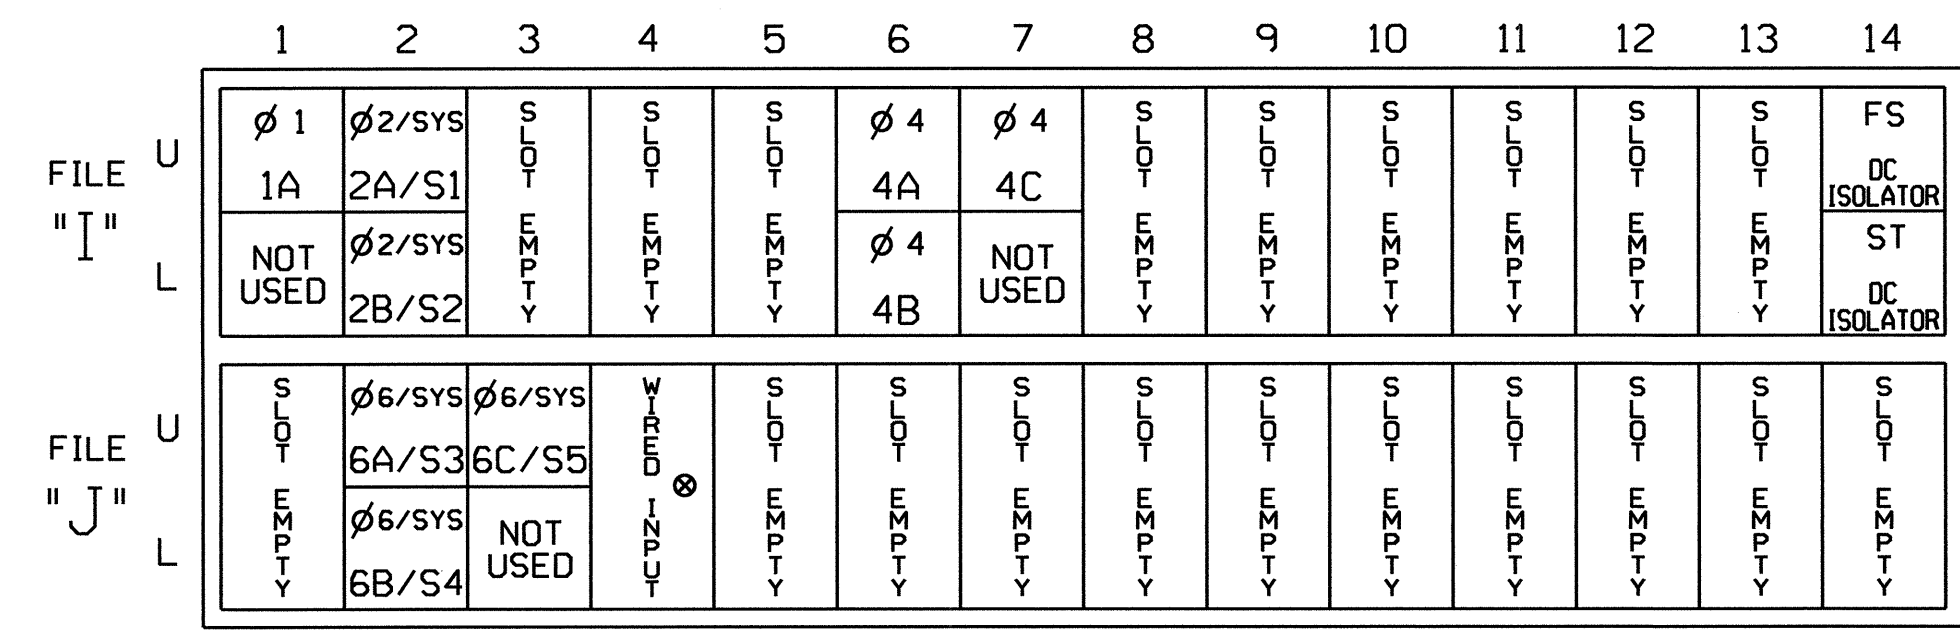 1 2 3 4 5 6 7 8 9 10 11 12 13 14
FILE "I"
U
L
Ø 1
1A
NOT
USED
Ø2/SYS
2A/S1
Ø2/SYS
2B/S2
SLOT EMPTY
SLOT EMPTY
SLOT EMPTY
Ø 4
4A
Ø 4
4B
Ø 4
4C
NOT
USED
SLOT EMPTY
SLOT EMPTY
SLOT EMPTY
SLOT EMPTY
SLOT EMPTY
SLOT EMPTY
FS
DC
ISOLATOR
ST
DC
ISOLATOR
FILE "J"
U
L
SLOT EMPTY
Ø6/SYS
6A/S3
Ø6/SYS
6B/S4
Ø6/SYS
6C/S5
NOT
USED
WIRED INPUT ⊗
SLOT EMPTY
SLOT EMPTY
SLOT EMPTY
SLOT EMPTY
SLOT EMPTY
SLOT EMPTY
SLOT EMPTY
SLOT EMPTY
SLOT EMPTY
SLOT EMPTY